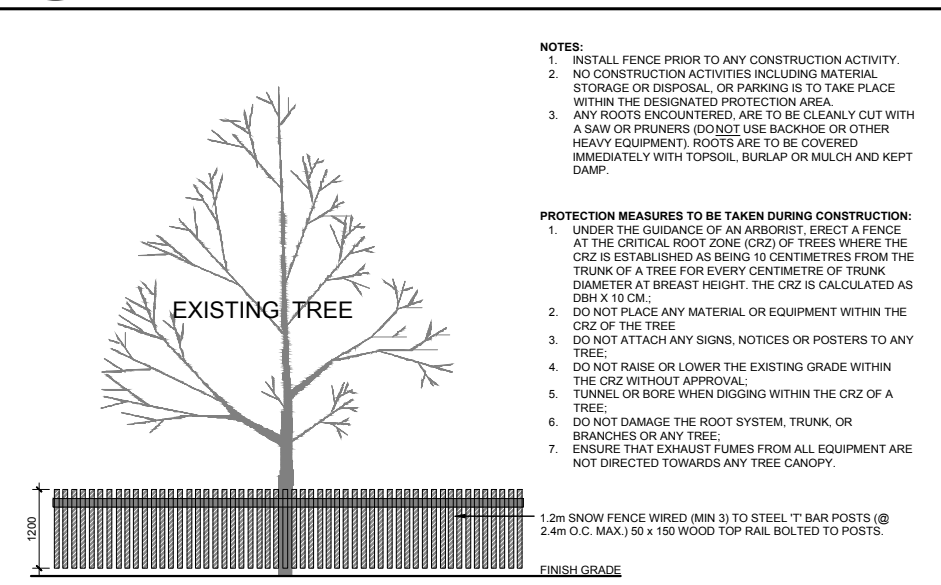 NOTES:
1. INSTALL FENCE PRIOR TO ANY CONSTRUCTION ACTIVITY.
2. NO CONSTRUCTION ACTIVITIES INCLUDING MATERIAL
STORAGE OR DISPOSAL, OR PARKING IS TO TAKE PLACE
WITHIN THE DESIGNATED PROTECTION AREA.
3. ANY ROOTS ENCOUNTERED, ARE TO BE CLEANLY CUT WITH
A SAW OR PRUNERS (DO NOT USE BACKHOE OR OTHER
HEAVY EQUIPMENT). ROOTS ARE TO BE COVERED
IMMEDIATELY WITH TOPSOIL, BURLAP OR MULCH AND KEPT
DAMP.
PROTECTION MEASURES TO BE TAKEN DURING CONSTRUCTION:
1. UNDER THE GUIDANCE OF AN ARBORIST, ERECT A FENCE
AT THE CRITICAL ROOT ZONE (CRZ) OF TREES WHERE THE
CRZ IS ESTABLISHED AS BEING 10 CENTIMETRES FROM THE
TRUNK OF A TREE FOR EVERY CENTIMETRE OF TRUNK
DIAMETER AT BREAST HEIGHT. THE CRZ IS CALCULATED AS
DBH X 10 CM.;
2. DO NOT PLACE ANY MATERIAL OR EQUIPMENT WITHIN THE
CRZ OF THE TREE
3. DO NOT ATTACH ANY SIGNS, NOTICES OR POSTERS TO ANY
TREE;
4. DO NOT RAISE OR LOWER THE EXISTING GRADE WITHIN
THE CRZ WITHOUT APPROVAL;
5. TUNNEL OR BORE WHEN DIGGING WITHIN THE CRZ OF A
TREE;
6. DO NOT DAMAGE THE ROOT SYSTEM, TRUNK, OR
BRANCHES OR ANY TREE;
7. ENSURE THAT EXHAUST FUMES FROM ALL EQUIPMENT ARE
NOT DIRECTED TOWARDS ANY TREE CANOPY.
EXISTING TREE
1200
1.2m SNOW FENCE WIRED (MIN 3) TO STEEL 'T' BAR POSTS (@
2.4m O.C. MAX.) 50 x 150 WOOD TOP RAIL BOLTED TO POSTS.
FINISH GRADE